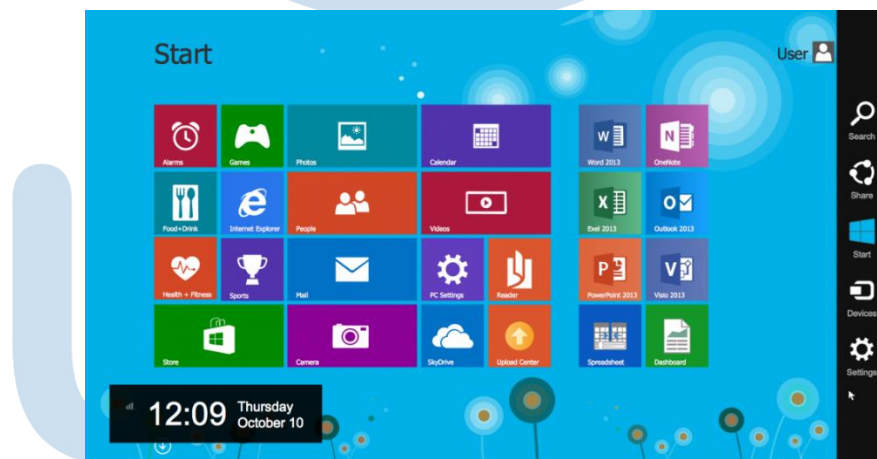 Start
User
Alarms
Games
Photos
Calendar
Word 2013
OneNote
Search
Food+Drink
Internet Explorer
People
Videos
Exel 2013
Outlook 2013
Share
Health + Fitness
Sports
Mail
PC Settings
Reader
PowerPoint 2013
Visio 2013
Start
Store
Camera
SkyDrive
Upload Center
Spreadsheet
Dashboard
Devices
Settings
12:09
Thursday
October 10